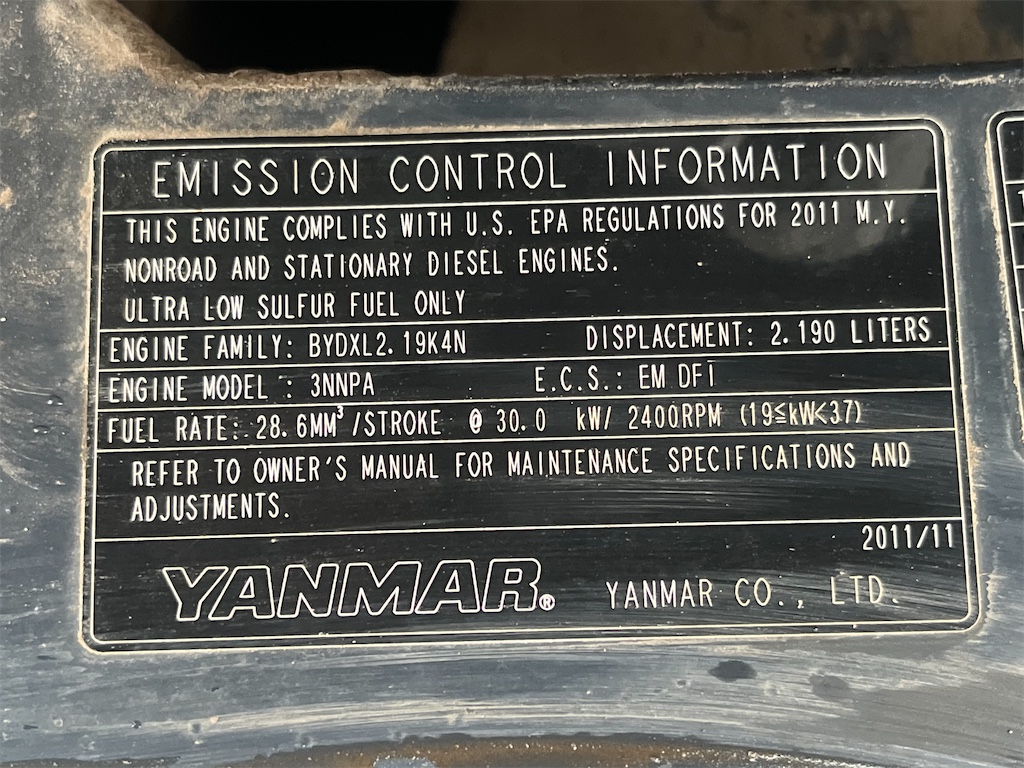 EMISSION CONTROL INFORMATION
THIS ENGINE COMPLIES WITH U.S. EPA REGULATIONS FOR 2011 M.Y.
NONROAD AND STATIONARY DIESEL ENGINES.
ULTRA LOW SULFUR FUEL ONLY
ENGINE FAMILY: BYDXL2.19K4N DISPLACEMENT: 2.190 LITERS
ENGINE MODEL : 3NNPA E.C.S.: EM DFI
FUEL RATE: 28.6MM³/STROKE @ 30.0 kW/ 2400RPM (19≦kW<37)
REFER TO OWNER'S MANUAL FOR MAINTENANCE SPECIFICATIONS AND
ADJUSTMENTS.
2011/11
YANMAR® YANMAR CO., LTD.